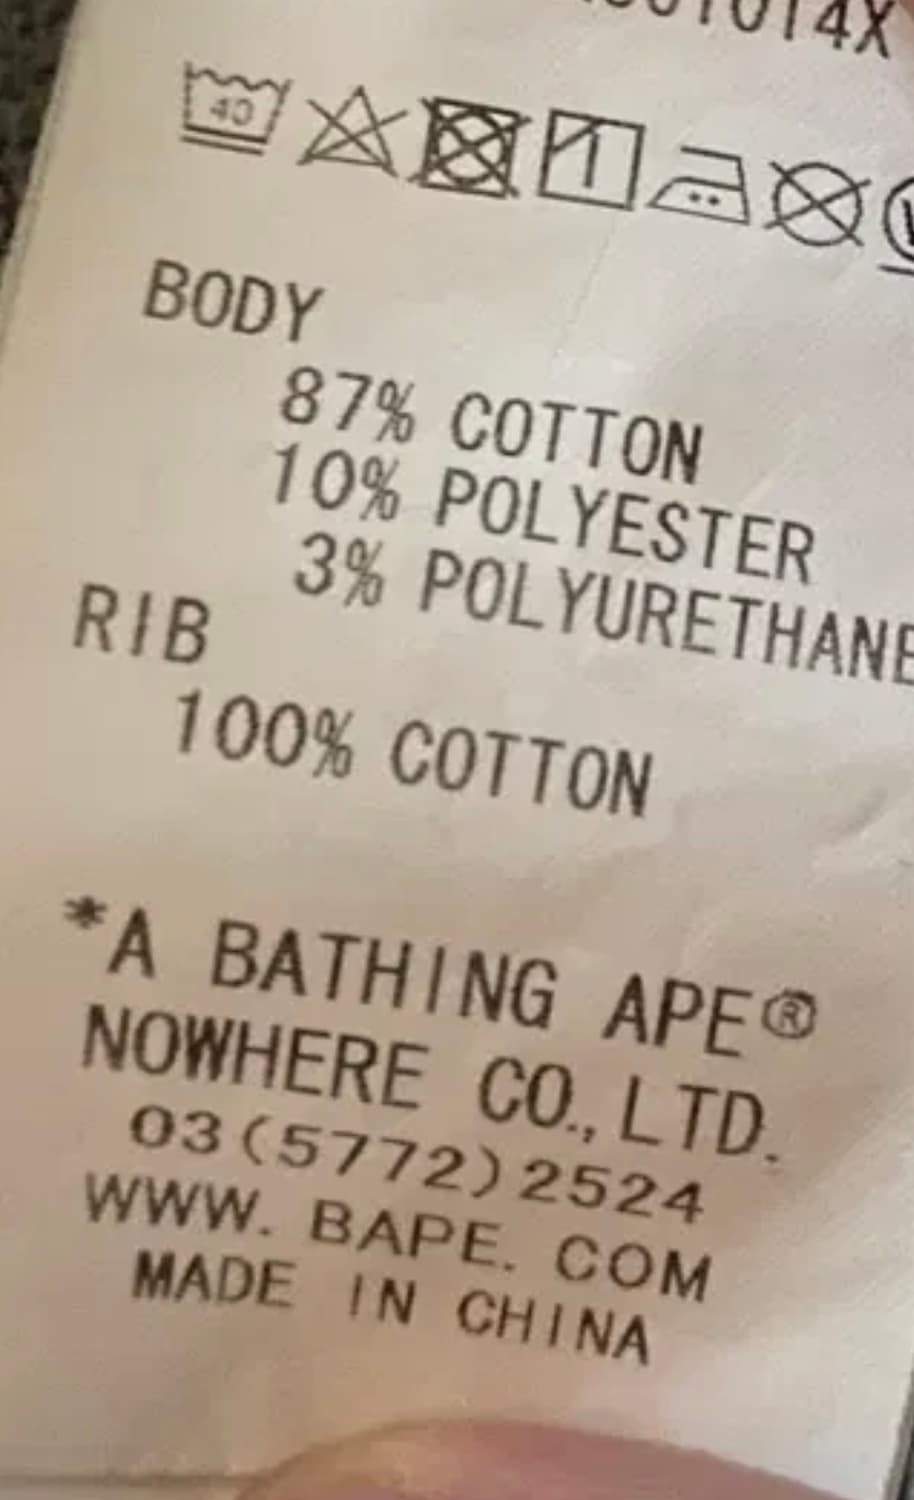 40
BODY
87% COTTON
10% POLYESTER
3% POLYURETHANE
RIB
100% COTTON
*A BATHING APE®
NOWHERE CO.,LTD.
03(5772)2524
WWW. BAPE. COM
MADE IN CHINA